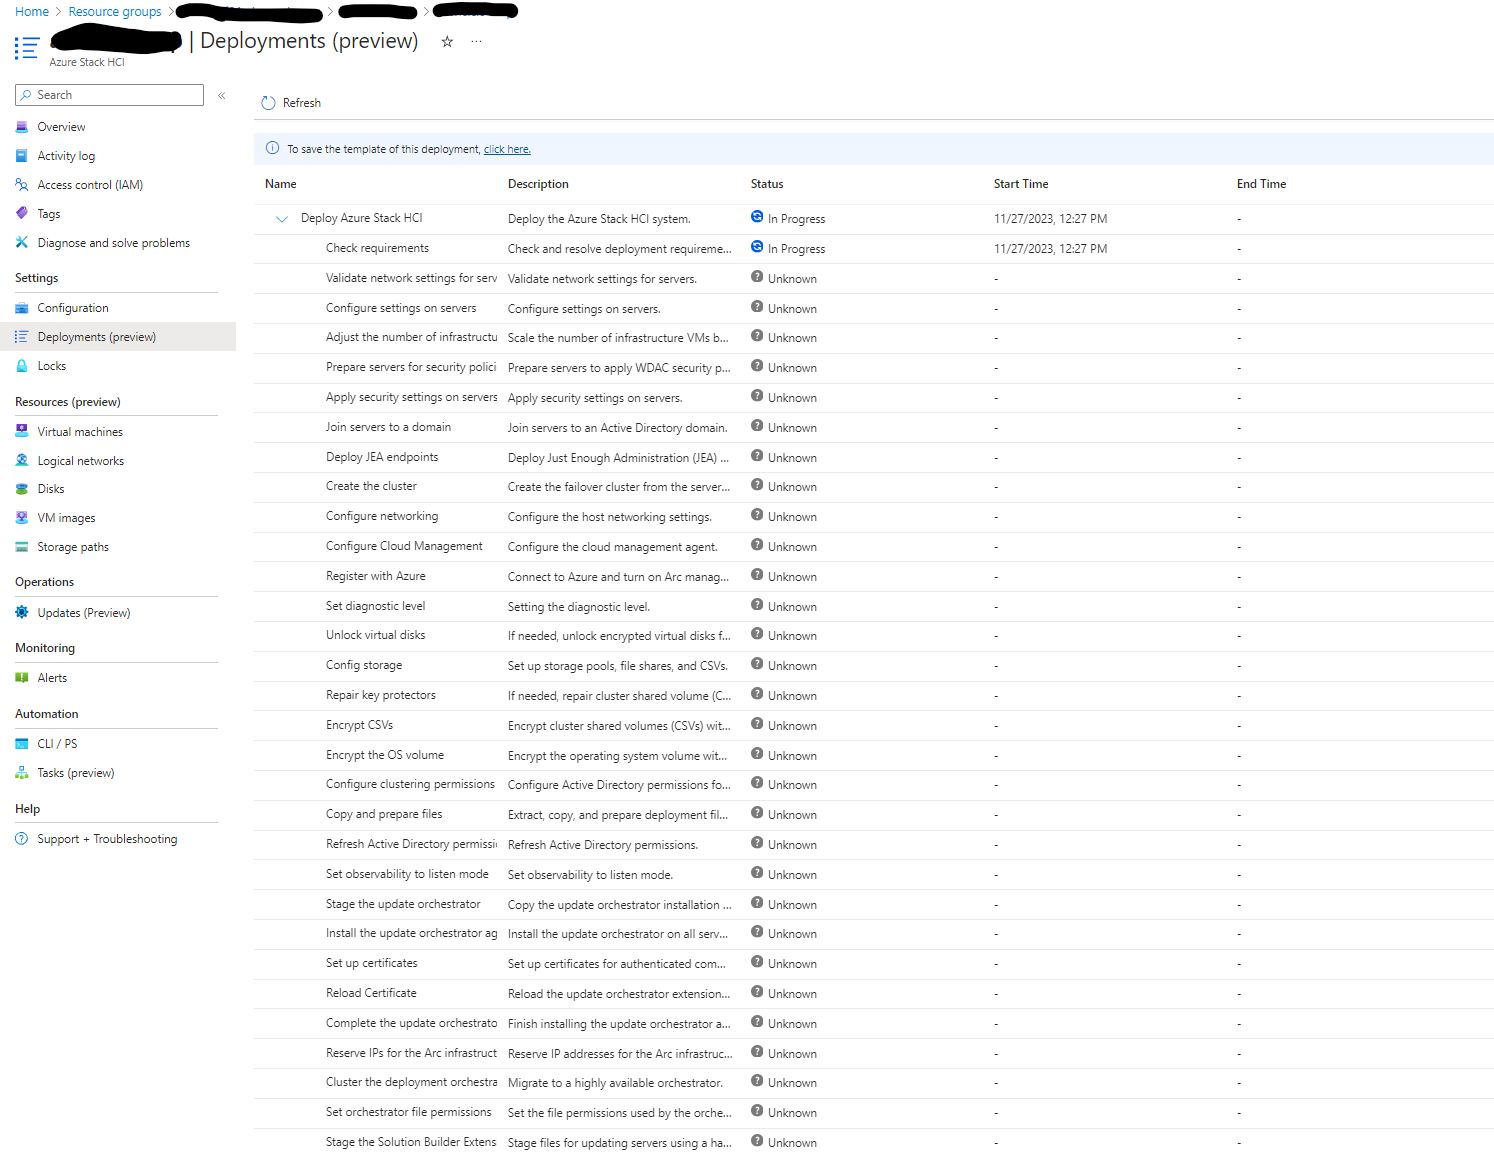 Home > Resource groups > > >
| Deployments (preview) ☆ ...
Azure Stack HCI
Search «
Overview
Activity log
Access control (IAM)
Tags
Diagnose and solve problems
Settings
Configuration
Deployments (preview)
Locks
Resources (preview)
Virtual machines
Logical networks
Disks
VM images
Storage paths
Operations
Updates (Preview)
Monitoring
Alerts
Automation
CLI / PS
Tasks (preview)
Help
Support + Troubleshooting
Refresh
To save the template of this deployment, click here.
Name Description Status Start Time End Time
Deploy Azure Stack HCI Deploy the Azure Stack HCI system. In Progress 11/27/2023, 12:27 PM -
Check requirements Check and resolve deployment requireme... In Progress 11/27/2023, 12:27 PM -
Validate network settings for serv Validate network settings for servers. Unknown - -
Configure settings on servers Configure settings on servers. Unknown - -
Adjust the number of infrastructu Scale the number of infrastructure VMs b... Unknown - -
Prepare servers for security polici Prepare servers to apply WDAC security p... Unknown - -
Apply security settings on servers Apply security settings on servers. Unknown - -
Join servers to a domain Join servers to an Active Directory domain. Unknown - -
Deploy JEA endpoints Deploy Just Enough Administration (JEA) ... Unknown - -
Create the cluster Create the failover cluster from the server... Unknown - -
Configure networking Configure the host networking settings. Unknown - -
Configure Cloud Management Configure the cloud management agent. Unknown - -
Register with Azure Connect to Azure and turn on Arc manag... Unknown - -
Set diagnostic level Setting the diagnostic level. Unknown - -
Unlock virtual disks If needed, unlock encrypted virtual disks f... Unknown - -
Config storage Set up storage pools, file shares, and CSVs. Unknown - -
Repair key protectors If needed, repair cluster shared volume (C... Unknown - -
Encrypt CSVs Encrypt cluster shared volumes (CSVs) wit... Unknown - -
Encrypt the OS volume Encrypt the operating system volume wit... Unknown - -
Configure clustering permissions Configure Active Directory permissions fo... Unknown - -
Copy and prepare files Extract, copy, and prepare deployment fil... Unknown - -
Refresh Active Directory permissi Refresh Active Directory permissions. Unknown - -
Set observability to listen mode Set observability to listen mode. Unknown - -
Stage the update orchestrator Copy the update orchestrator installation ... Unknown - -
Install the update orchestrator ag Install the update orchestrator on all serv... Unknown - -
Set up certificates Set up certificates for authenticated com... Unknown - -
Reload Certificate Reload the update orchestrator extension... Unknown - -
Complete the update orchestrato Finish installing the update orchestrator a... Unknown - -
Reserve IPs for the Arc infrastruct Reserve IP addresses for the Arc infrastruc... Unknown - -
Cluster the deployment orchestra Migrate to a highly available orchestrator. Unknown - -
Set orchestrator file permissions Set the file permissions used by the orche... Unknown - -
Stage the Solution Builder Extens Stage files for updating servers using a ha... Unknown - -